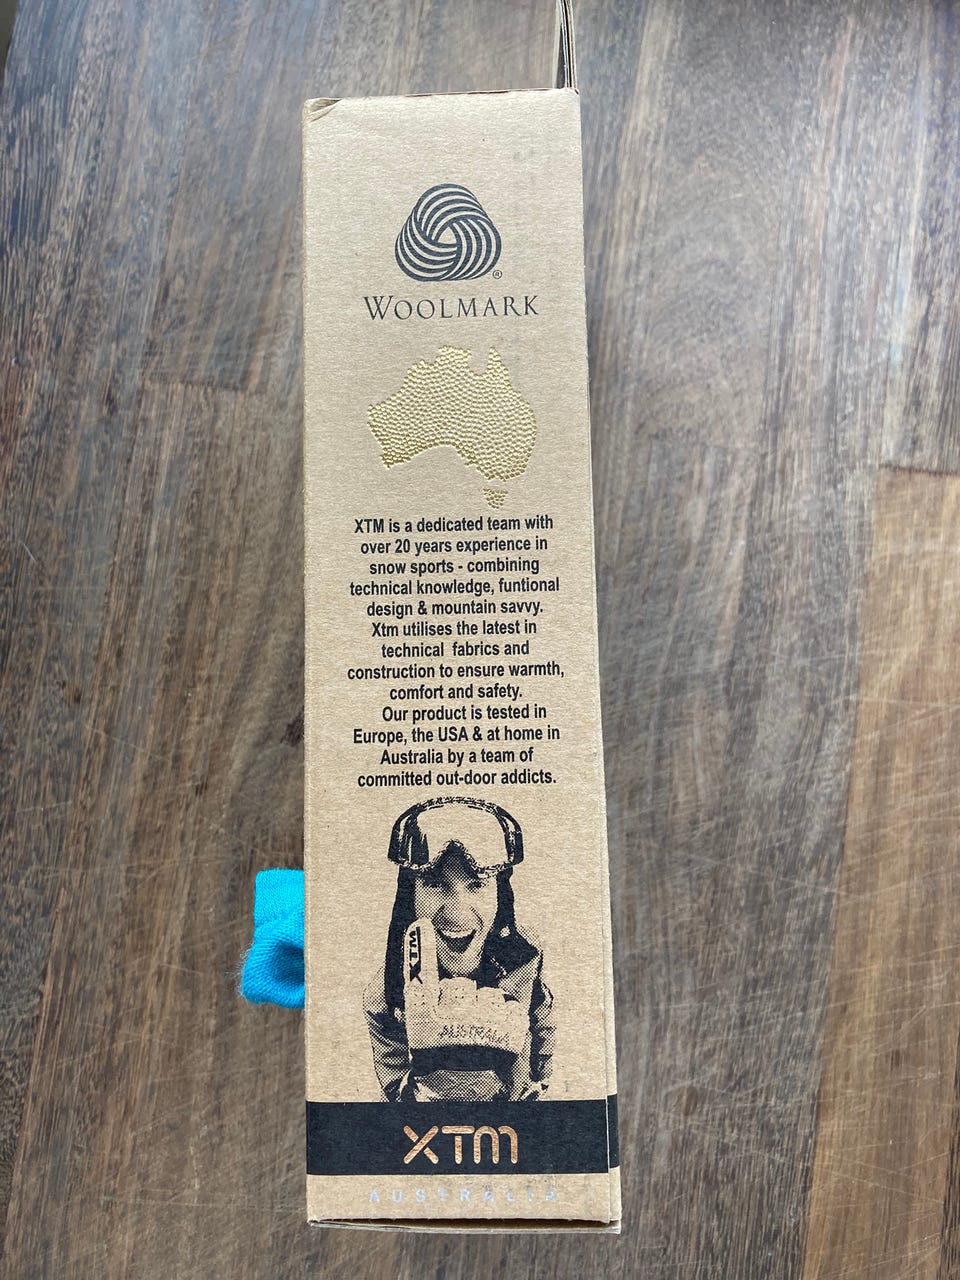 ®
WOOLMARK
XTM is a dedicated team with
over 20 years experience in
snow sports - combining
technical knowledge, funtional
design & mountain savvy.
Xtm utilises the latest in
technical fabrics and
construction to ensure warmth,
comfort and safety.
Our product is tested in
Europe, the USA & at home in
Australia by a team of
committed out-door addicts.
XTM
AUSTRALIA
XTM
AUSTRALIA